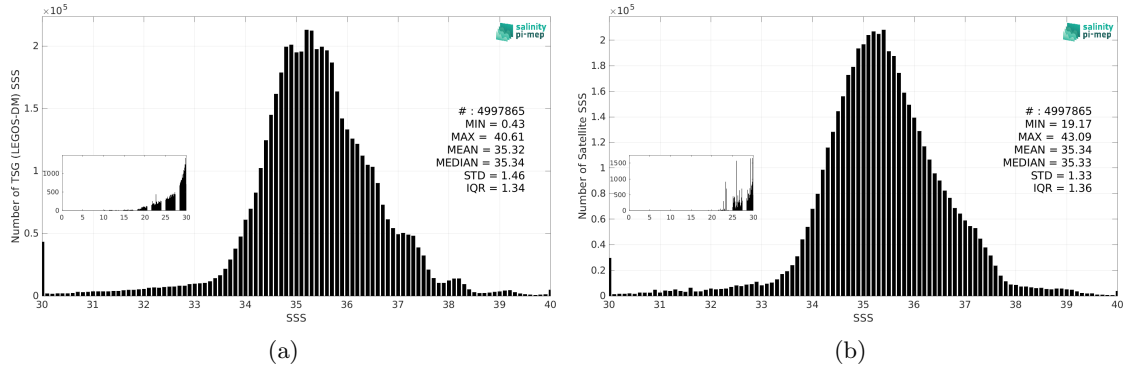 ×10⁵
salinity
pi-mep
2
1.5
1
0.5
0
Number of TSG (LEGOS-DM) SSS
# : 4997865
MIN = 0.43
MAX = 40.61
MEAN = 35.32
MEDIAN = 35.34
STD = 1.46
IQR = 1.34
1000
500
0
0 5 10 15 20 25 30
30 31 32 33 34 35 36 37 38 39 40
SSS
(a)
×10⁵
salinity
pi-mep
2
1.8
1.6
1.4
1.2
1
0.8
0.6
0.4
0.2
0
Number of Satellite SSS
# : 4997865
MIN = 19.17
MAX = 43.09
MEAN = 35.34
MEDIAN = 35.33
STD = 1.33
IQR = 1.36
1500
1000
500
0
0 5 10 15 20 25 30
30 31 32 33 34 35 36 37 38 39 40
SSS
(b)